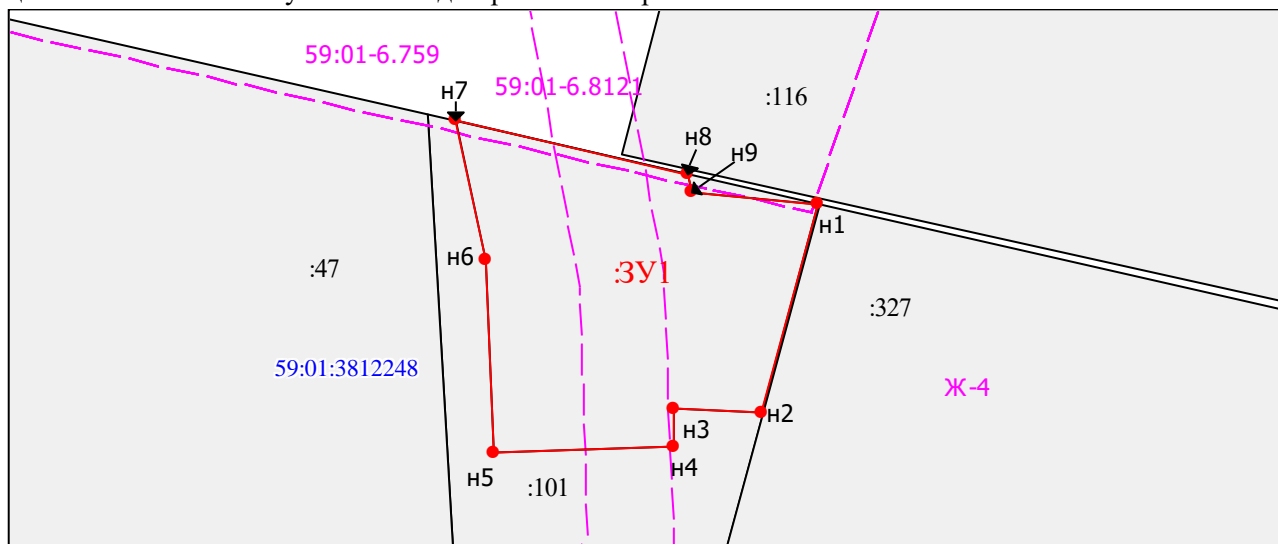 59:01-6.759
59:01-6.8121
н7
:116
н8
н9
н1
н6
:47
:ЗУ1
:327
59:01:3812248
Ж-4
н2
н3
н4
н5
:101